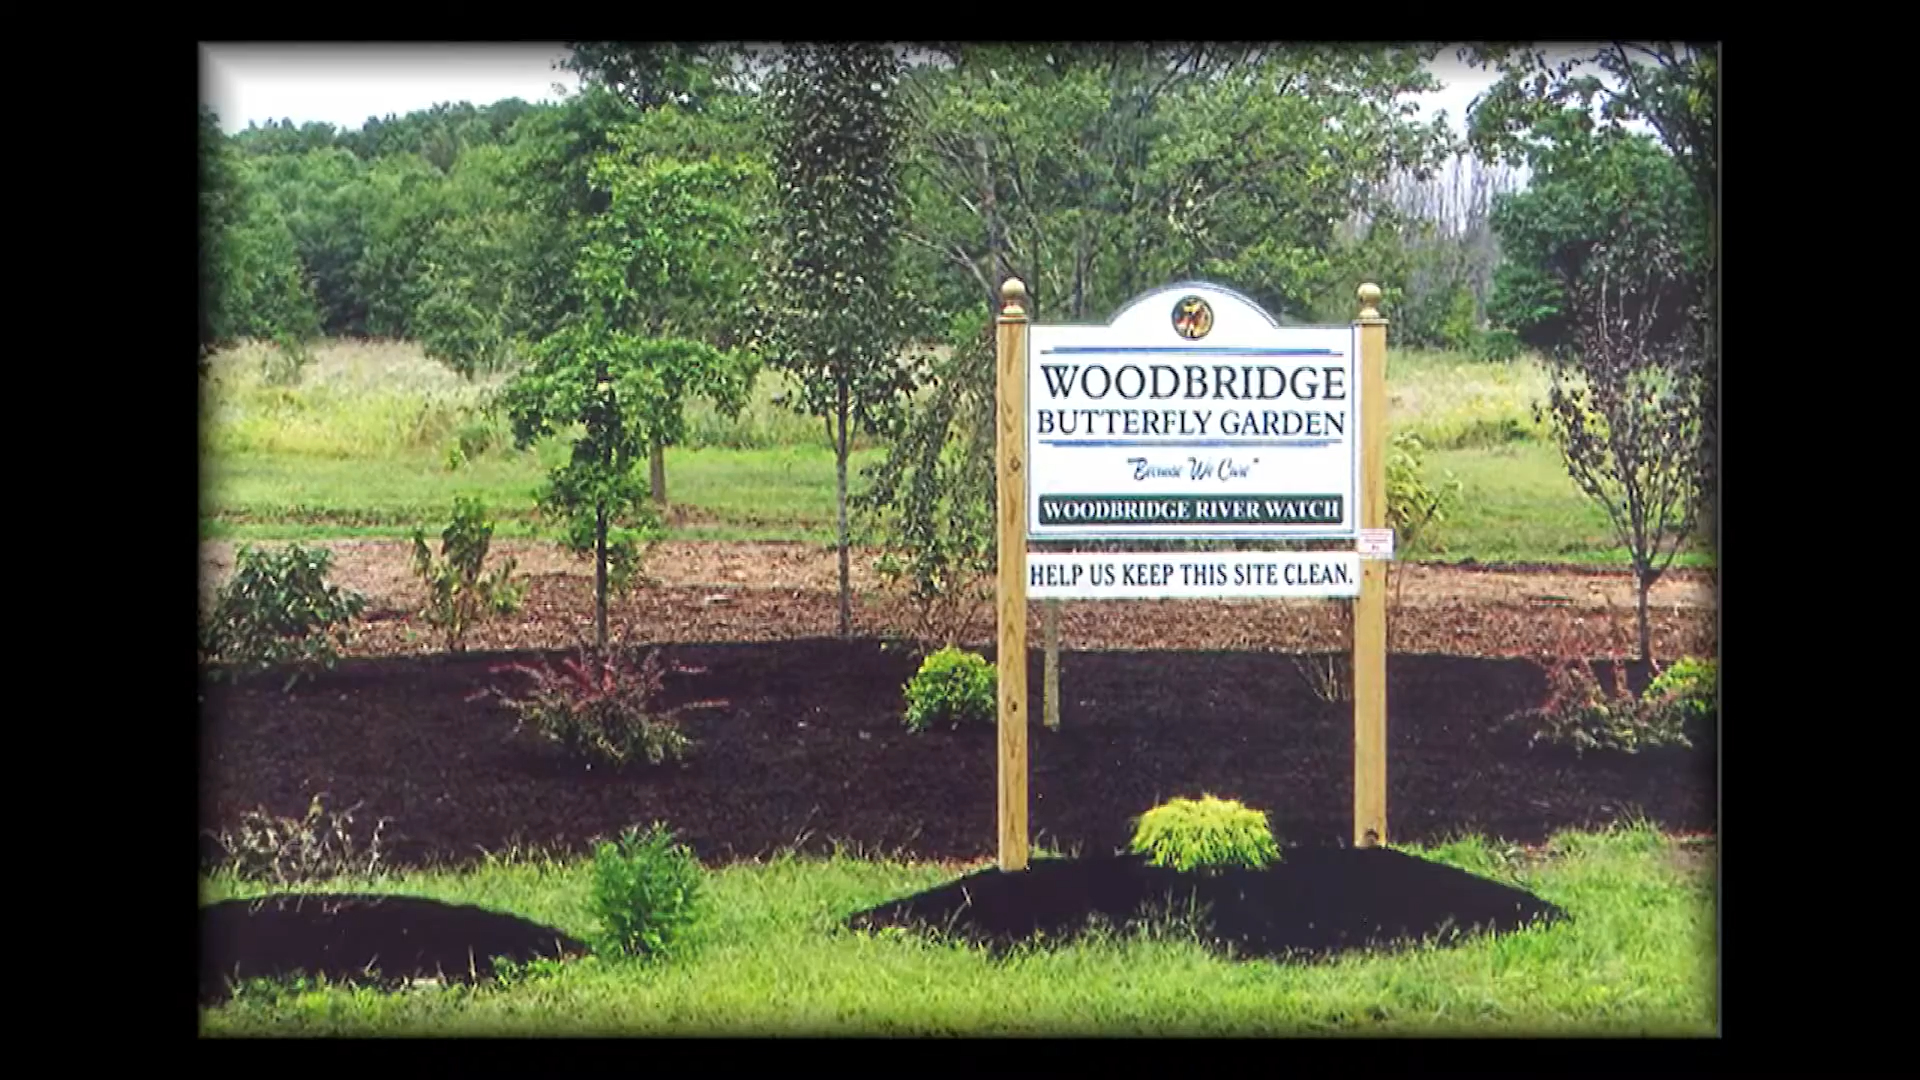 WOODBRIDGE
BUTTERFLY GARDEN
"Because We Care"
WOODBRIDGE RIVER WATCH
HELP US KEEP THIS SITE CLEAN.